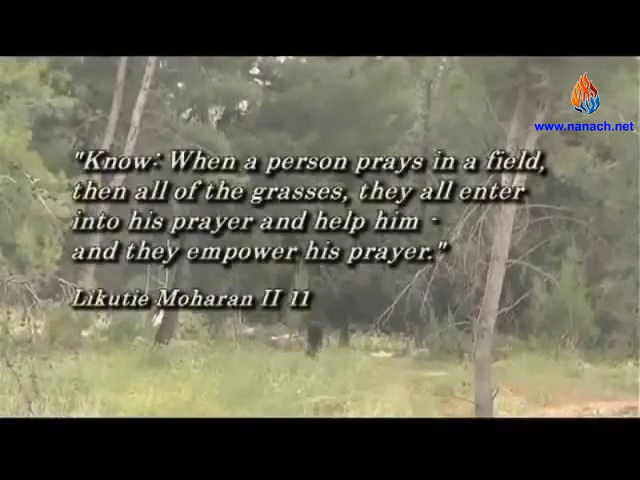 www.nanach.net
"Know: When a person prays in a field,
then all of the grasses, they all enter
into his prayer and help him -
and they empower his prayer."
Likutie Moharan II 11